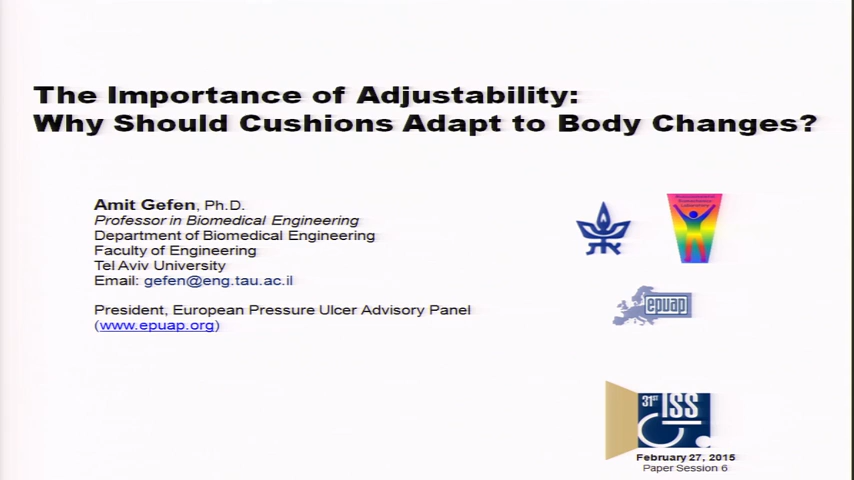 The Importance of Adjustability:
Why Should Cushions Adapt to Body Changes?
Amit Gefen, Ph.D.
Professor in Biomedical Engineering
Department of Biomedical Engineering
Faculty of Engineering
Tel Aviv University
Email: gefen@eng.tau.ac.il
President, European Pressure Ulcer Advisory Panel
(www.epuap.org)
epuap
31ST ISS
February 27, 2015
Paper Session 6